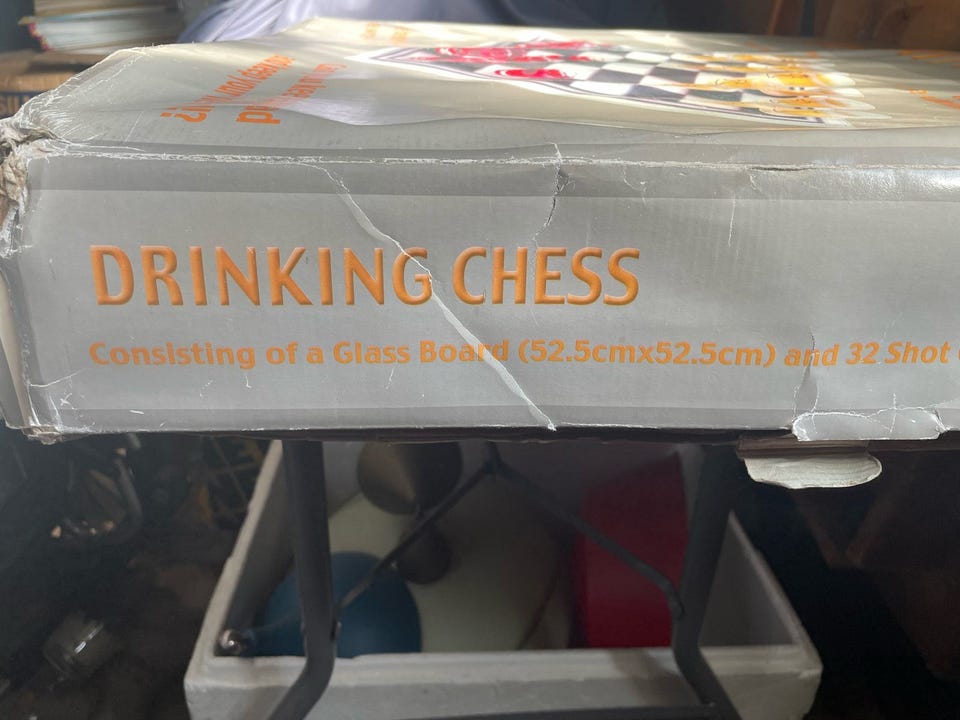 DRINKING CHESS
Consisting of a Glass Board (52.5cmx52.5cm) and 32 Shot